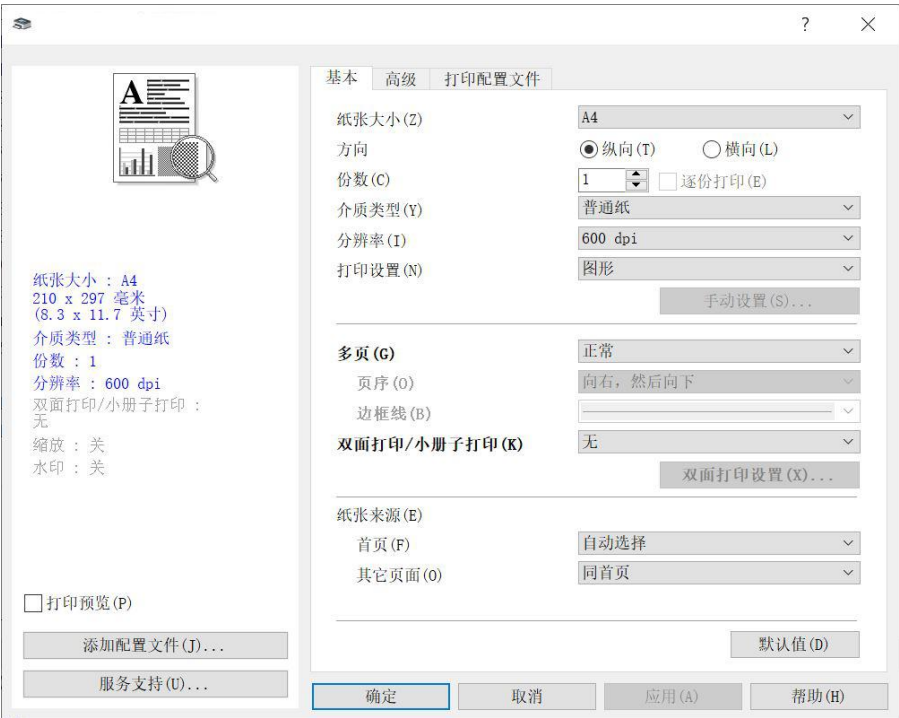 ?
A
纸张大小 : A4
210 x 297 毫米
(8.3 x 11.7 英寸)
介质类型 : 普通纸
份数 : 1
分辨率 : 600 dpi
双面打印/小册子打印 :
无
缩放 : 关
水印 : 关
打印预览(P)
添加配置文件(J)...
服务支持(U)...
基本 高级 打印配置文件
纸张大小(Z) A4
方向 纵向(T) 横向(L)
份数(C) 1 逐份打印(E)
介质类型(Y) 普通纸
分辨率(I) 600 dpi
打印设置(N) 图形
手动设置(S)...
多页(G) 正常
页序(O) 向右，然后向下
边框线(B)
双面打印/小册子打印(K) 无
双面打印设置(X)...
纸张来源(E)
首页(F) 自动选择
其它页面(O) 同首页
默认值(D)
确定 取消 应用(A) 帮助(H)